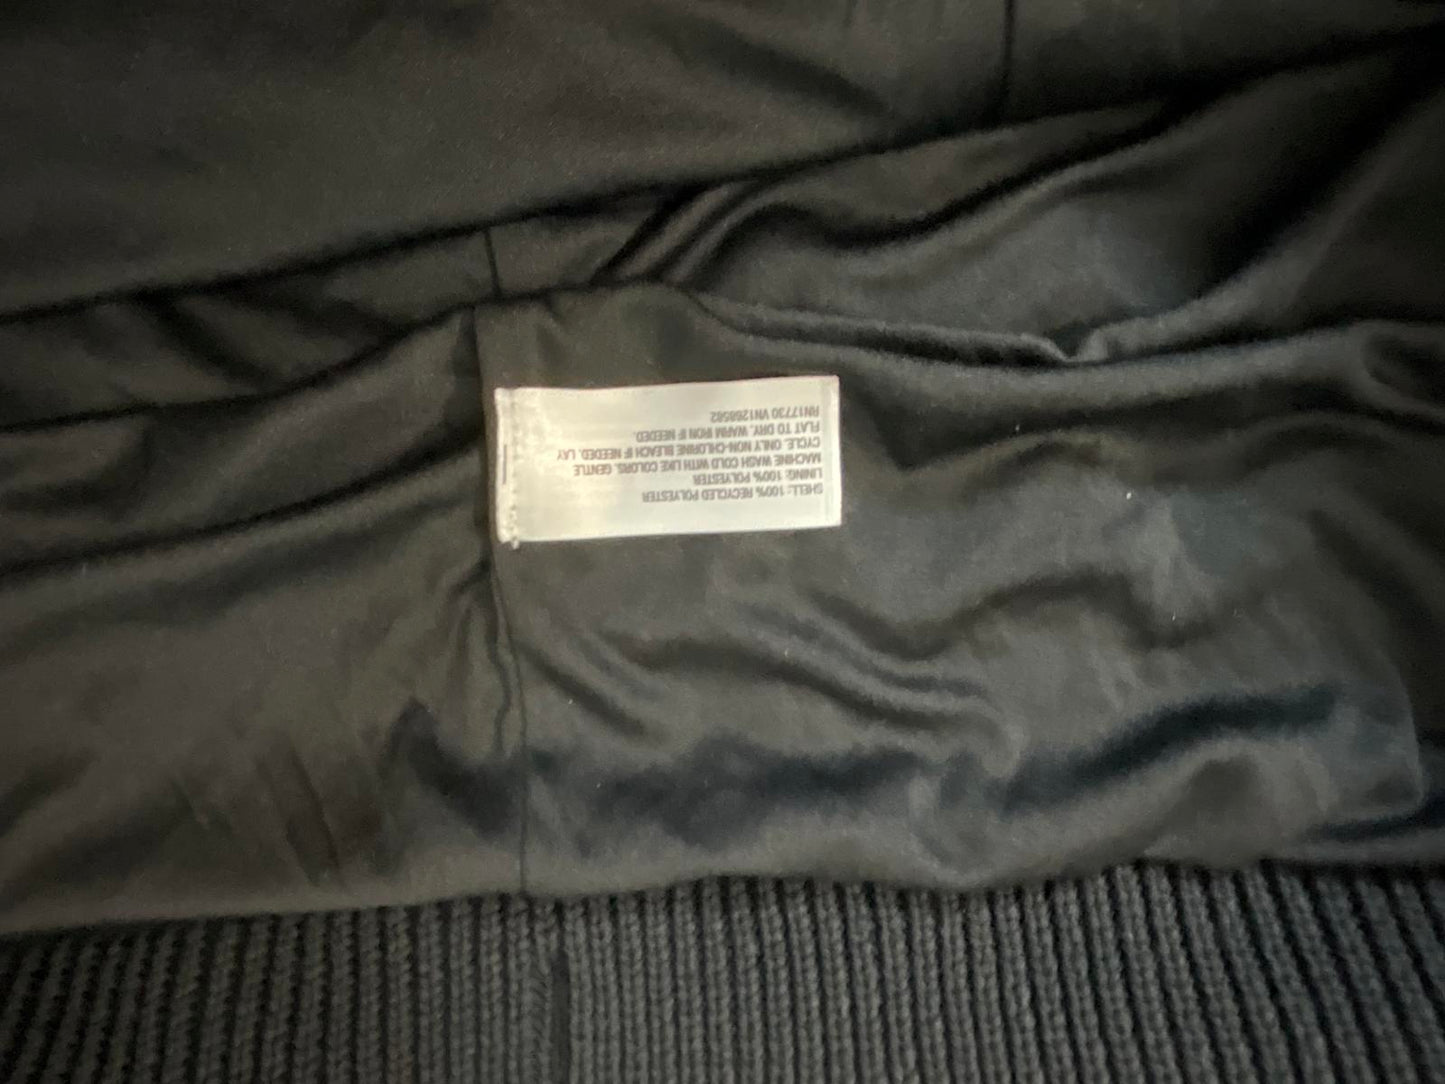 SHELL: 100% RECYCLED POLYESTER
LINING: 100% POLYESTER
MACHINE WASH COLD WITH LIKE COLORS, GENTLE
CYCLE. ONLY NON-CHLORINE BLEACH IF NEEDED. LAY
FLAT TO DRY. WARM IRON IF NEEDED.
RN17730 VN1268582